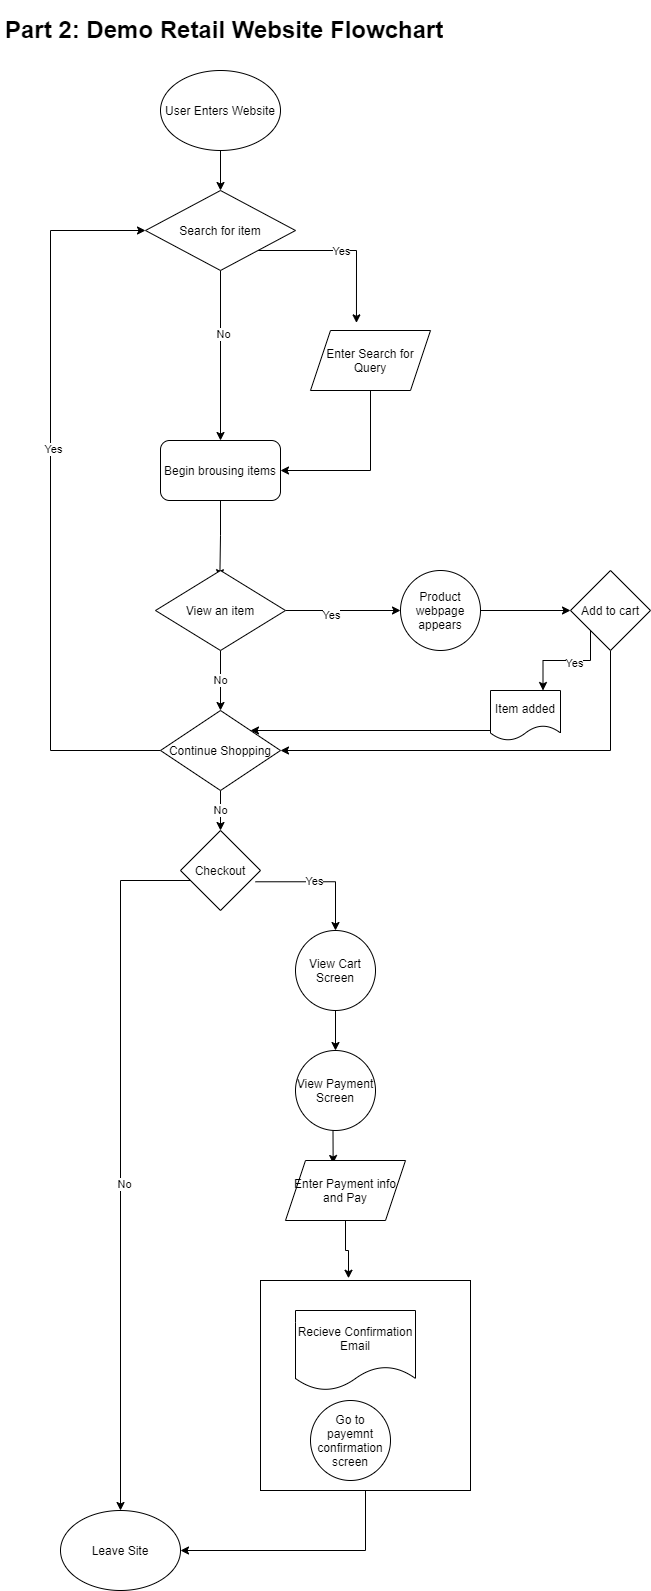 Part 2: Demo Retail Website Flowchart
User Enters Website
Search for item
Yes
No
Enter Search for
Query
Yes
Begin brousing items
View an item
Yes
Product
webpage
appears
Add to cart
Yes
No
Item added
Continue Shopping
No
Checkout
Yes
View Cart
Screen
View Payment
Screen
Enter Payment info
and Pay
No
Recieve Confirmation
Email
Go to
payemnt
confirmation
screen
Leave Site